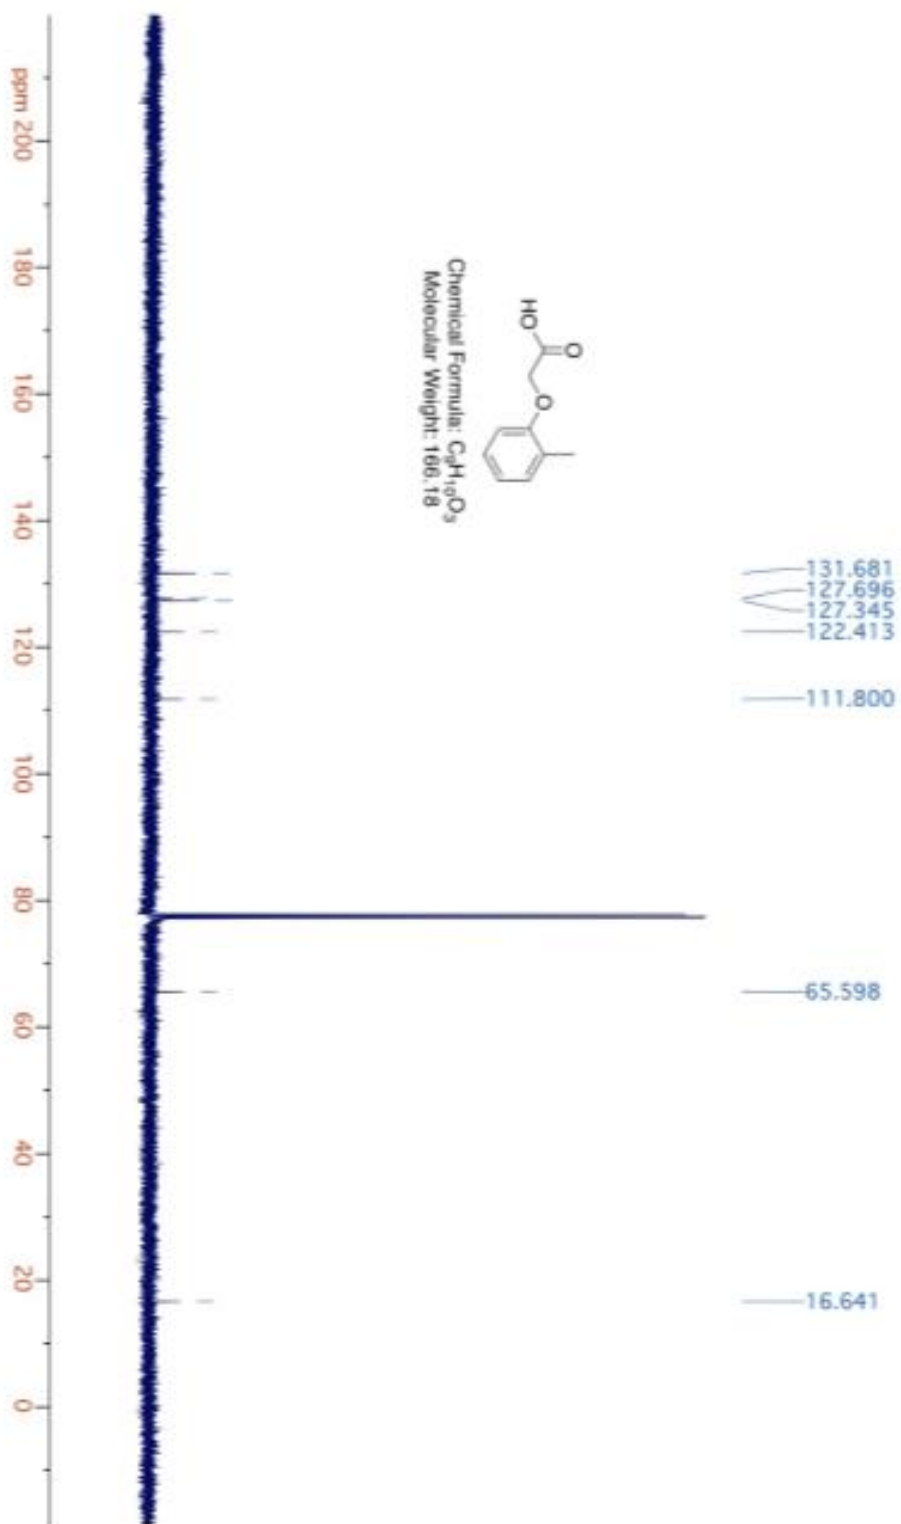 131.681
127.696
127.345
122.413
111.800
65.598
16.641
O
HO
O
Chemical Formula: C₉H₁₀O₃
Molecular Weight: 166.18
ppm 200 180 160 140 120 100 80 60 40 20 0